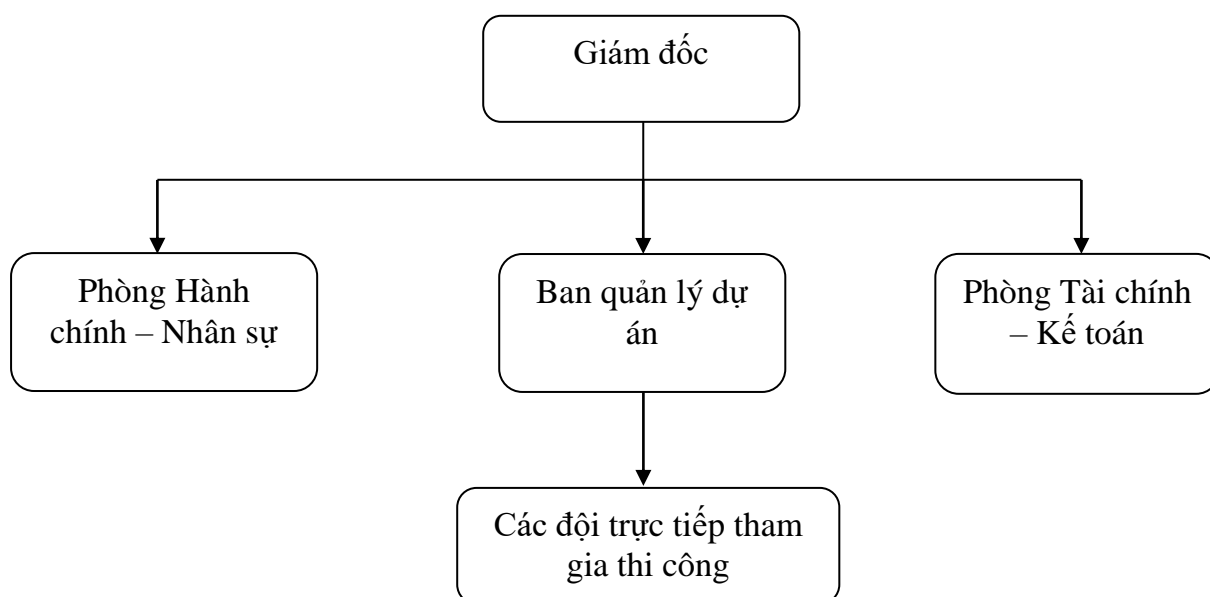 Giám đốc
Phòng Hành
chính – Nhân sự
Ban quản lý dự
án
Phòng Tài chính
– Kế toán
Các đội trực tiếp tham
gia thi công